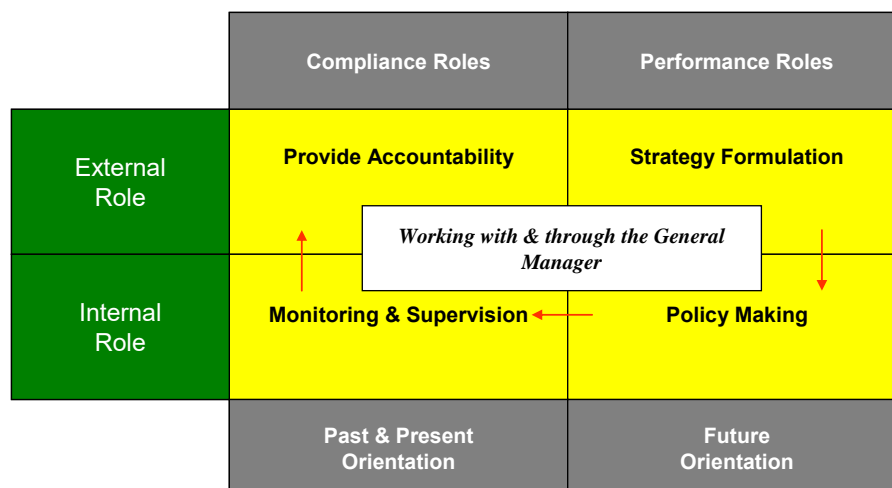 Compliance Roles
Performance Roles
External
Role
Provide Accountability
Strategy Formulation
Working with & through the General
Manager
Internal
Role
Monitoring & Supervision
Policy Making
Past & Present
Orientation
Future
Orientation